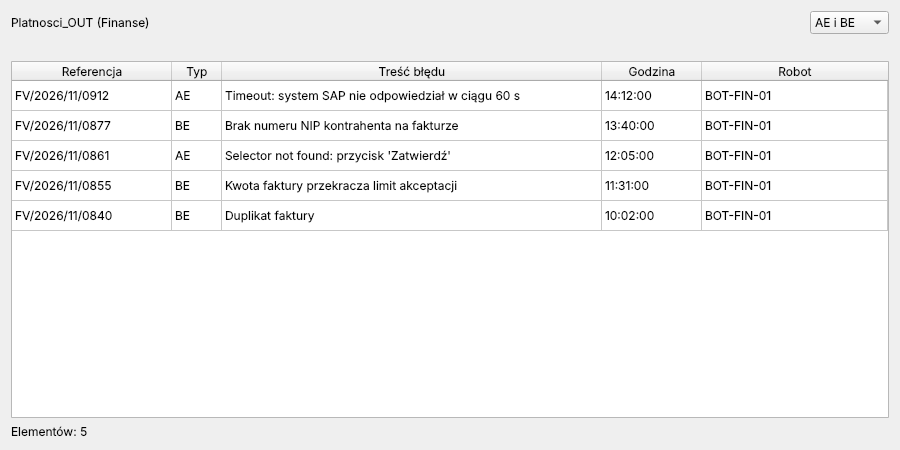 Platnosci_OUT (Finanse)
AE i BE
Referencja Typ Treść błędu Godzina Robot
FV/2026/11/0912 AE Timeout: system SAP nie odpowiedział w ciągu 60 s 14:12:00 BOT-FIN-01
FV/2026/11/0877 BE Brak numeru NIP kontrahenta na fakturze 13:40:00 BOT-FIN-01
FV/2026/11/0861 AE Selector not found: przycisk 'Zatwierdź' 12:05:00 BOT-FIN-01
FV/2026/11/0855 BE Kwota faktury przekracza limit akceptacji 11:31:00 BOT-FIN-01
FV/2026/11/0840 BE Duplikat faktury 10:02:00 BOT-FIN-01
Elementów: 5